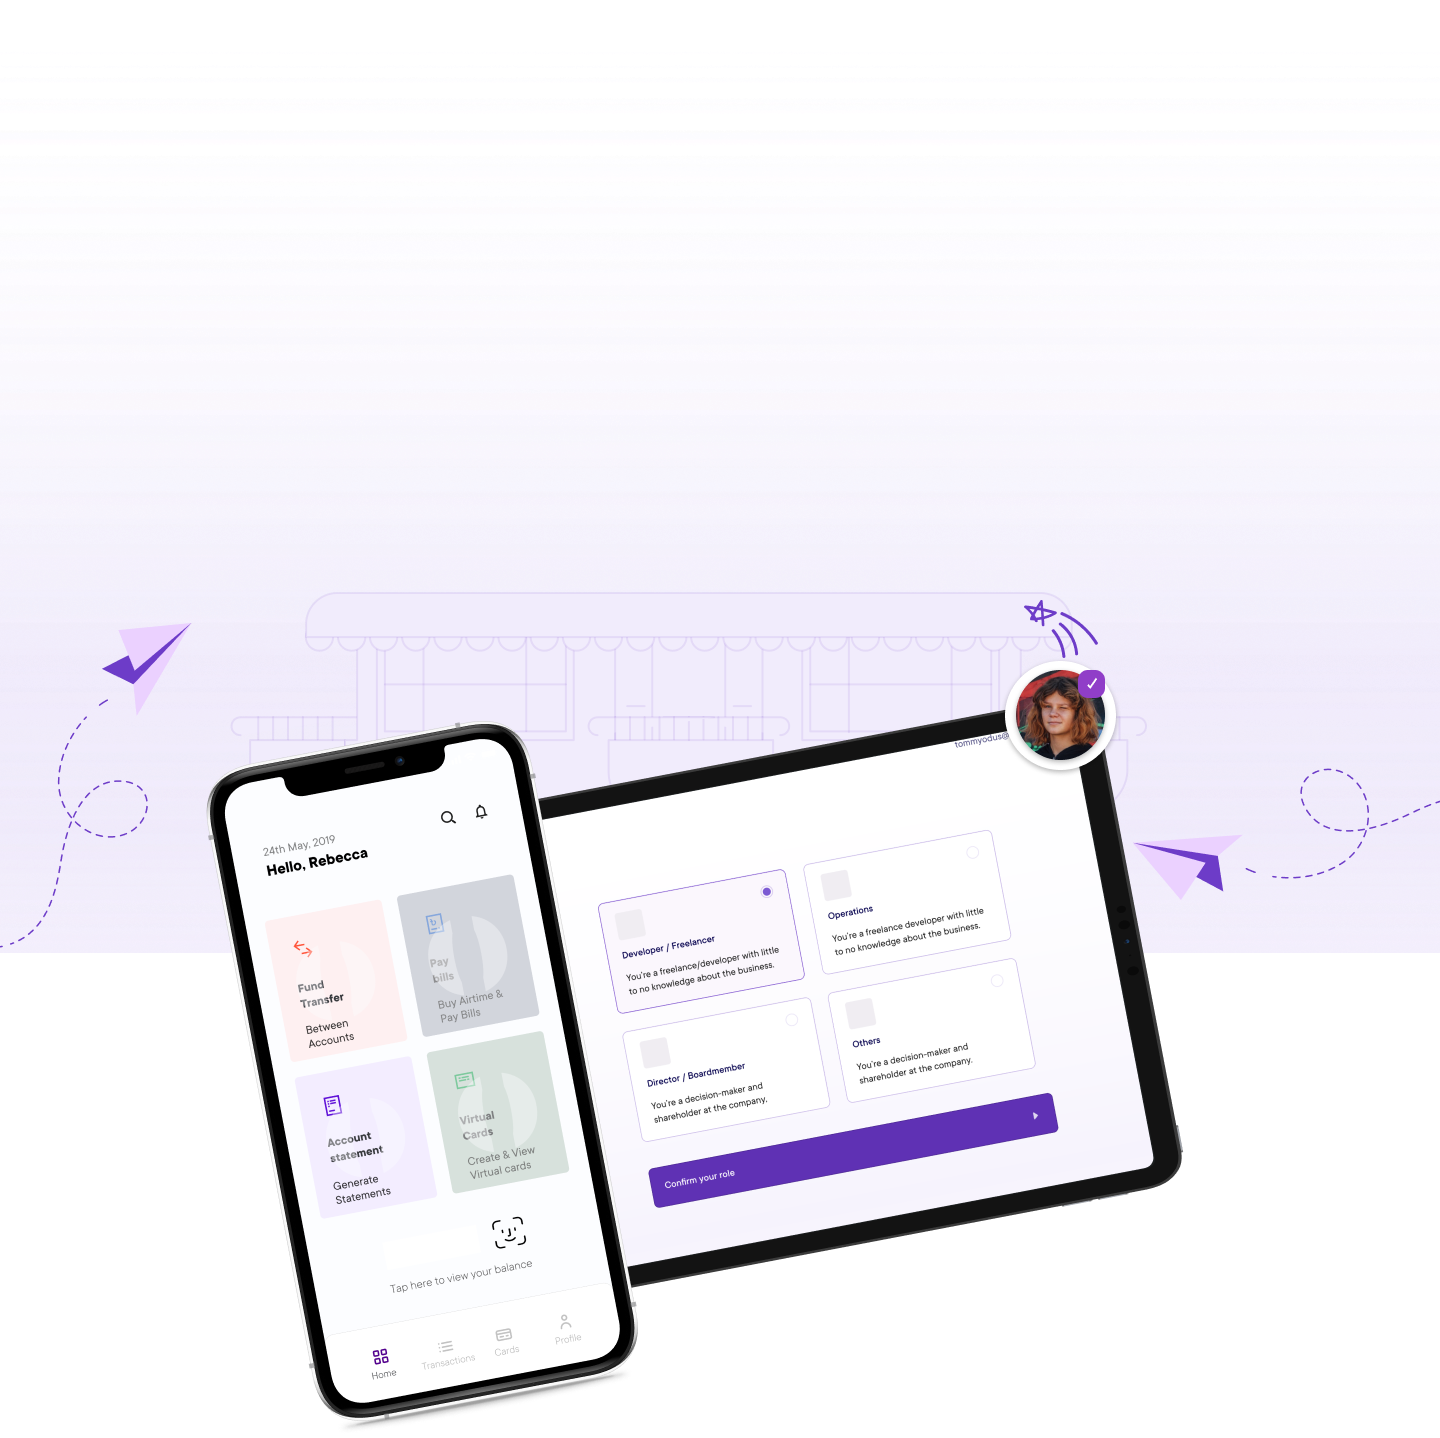 24th May, 2019
Hello, Rebecca
Fund
Transfer
Between
Accounts
Pay
bills
Buy Airtime &
Pay Bills
Account
statement
Generate
Statements
Virtual
Cards
Create & View
Virtual cards
Tap here to view your balance
Home
Transactions
Cards
Profile
tommyodus@
Developer / Freelancer
You're a freelance/developer with little
to no knowledge about the business.
Operations
You're a freelance developer with little
to no knowledge about the business.
Director / Boardmember
You're a decision-maker and
shareholder at the company.
Others
You're a decision-maker and
shareholder at the company.
Confirm your role